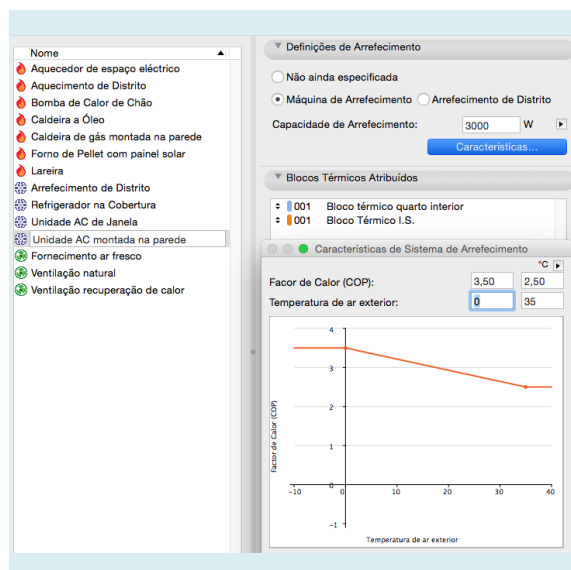 Nome
Aquecedor de espaço eléctrico
Aquecimento de Distrito
Bomba de Calor de Chão
Caldeira a Óleo
Caldeira de gás montada na parede
Forno de Pellet com painel solar
Lareira
Arrefecimento de Distrito
Refrigerador na Cobertura
Unidade AC de Janela
Unidade AC montada na parede
Fornecimento ar fresco
Ventilação natural
Ventilação recuperação de calor
Definições de Arrefecimento
Não ainda especificada
Máquina de Arrefecimento Arrefecimento de Distrito
Capacidade de Arrefecimento: 3000 W
Características...
Blocos Térmicos Atribuídos
001 Bloco térmico quarto interior
001 Bloco Térmico I.S.
Características de Sistema de Arrefecimento
°C
Facor de Calor (COP): 3,50 2,50
Temperatura de ar exterior: 0 35
Factor de Calor (COP)
4
3
2
1
0
-1
-10 0 10 20 30 40
Temperatura de ar exterior